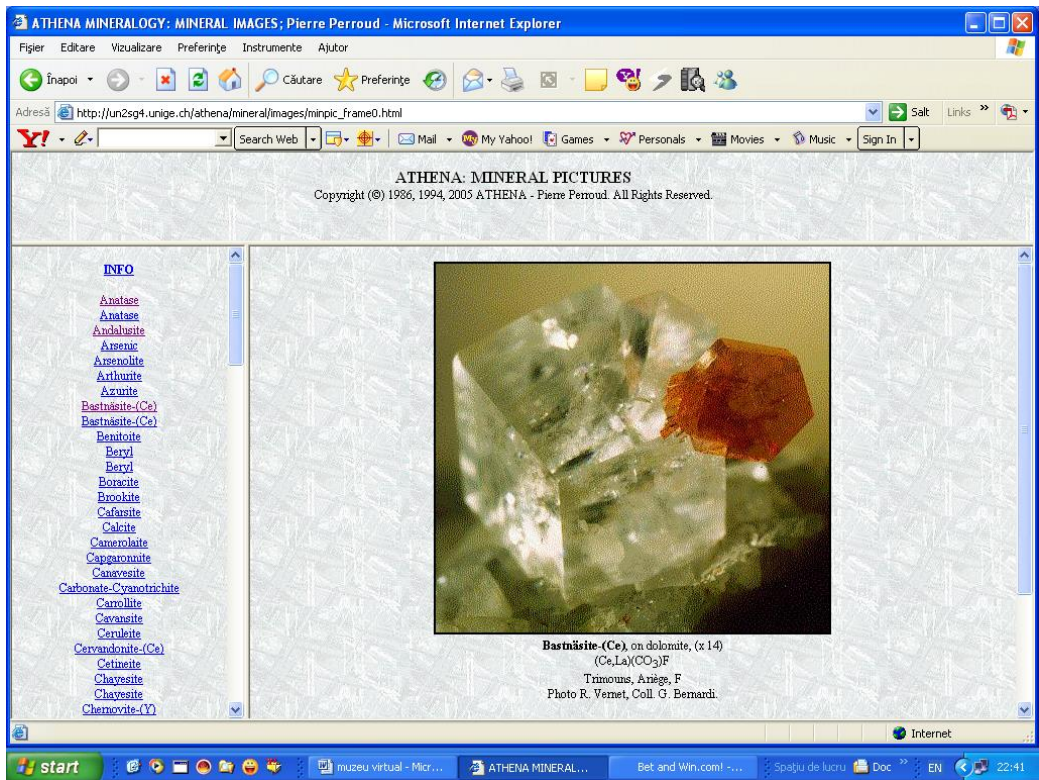 ATHENA MINERALOGY: MINERAL IMAGES; Pierre Perroud - Microsoft Internet Explorer
Fișier Editare Vizualizare Preferințe Instrumente Ajutor
Înapoi Căutare Preferințe
Adresă http://un2sg4.unige.ch/athena/mineral/images/minpic_frame0.html Salt Links »
Y! Search Web Mail My Yahoo! Games Personals Movies Music Sign In
ATHENA: MINERAL PICTURES
Copyright (©) 1986, 1994, 2005 ATHENA - Pierre Perroud. All Rights Reserved.
INFO
Anatase
Anatase
Andalusite
Arsenic
Arsenolite
Arthurite
Azurite
Bastnäsite-(Ce)
Bastnäsite-(Ce)
Benitoite
Beryl
Beryl
Boracite
Brookite
Cafarsite
Calcite
Camerolaite
Capgaronnite
Canavesite
Carbonate-Cyanotrichite
Carrollite
Cavansite
Ceruleite
Cervandonite-(Ce)
Cetineite
Chayesite
Chayesite
Chernovite-(Y)
Bastnäsite-(Ce), on dolomite, (x 14)
(Ce,La)(CO3)F
Trimouns, Ariège, F
Photo R. Vernet, Coll. G. Bernardi.
Internet
start muzeu virtual - Micr... ATHENA MINERAL... Bet and Win.com! -... Spațiu de lucru Doc » EN 22:41